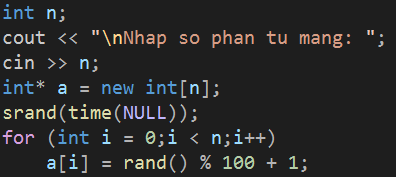 int n;
cout << "\nNhap so phan tu mang: ";
cin >> n;
int* a = new int[n];
srand(time(NULL));
for (int i = 0;i < n;i++)
    a[i] = rand() % 100 + 1;